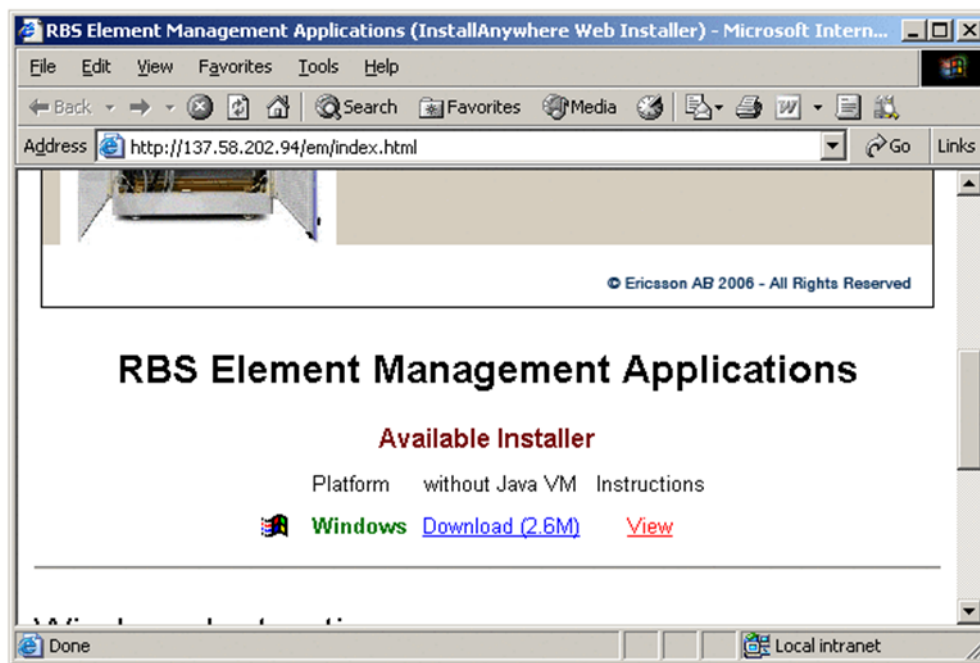 RBS Element Management Applications (InstallAnywhere Web Installer) - Microsoft Intern...
File Edit View Favorites Tools Help
Back Search Favorites Media
Address http://137.58.202.94/em/index.html Go Links
© Ericsson AB 2006 - All Rights Reserved
RBS Element Management Applications
Available Installer
Platform without Java VM Instructions
Windows Download (2.6M) View
Done Local intranet